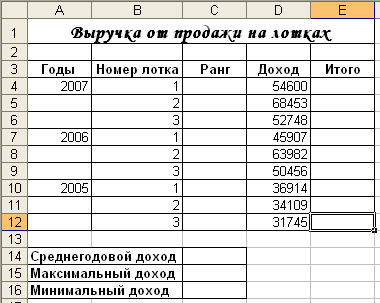 A B C D E
1 Выручка от продажи на лотках
2
3 Годы Номер лотка Ранг Доход Итого
4 2007 1 54600
5 2 68453
6 3 52748
7 2006 1 45907
8 2 63982
9 3 50456
10 2005 1 36914
11 2 34109
12 3 31745
13
14 Среднегодовой доход
15 Максимальный доход
16 Минимальный доход